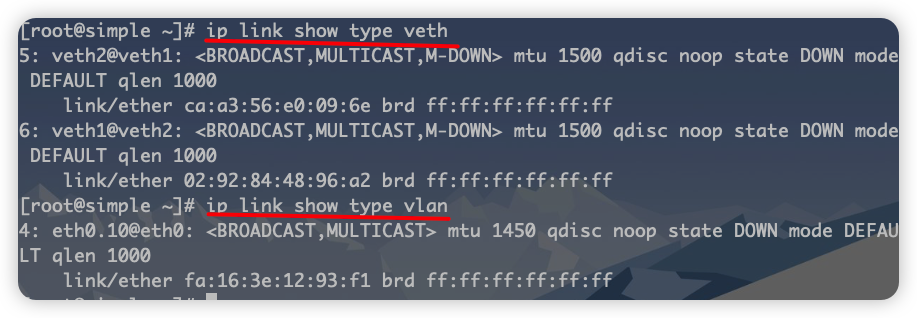 [root@simple ~]# ip link show type veth
5: veth2@veth1: <BROADCAST,MULTICAST,M-DOWN> mtu 1500 qdisc noop state DOWN mode
 DEFAULT qlen 1000
    link/ether ca:a3:56:e0:09:6e brd ff:ff:ff:ff:ff:ff
6: veth1@veth2: <BROADCAST,MULTICAST,M-DOWN> mtu 1500 qdisc noop state DOWN mode
 DEFAULT qlen 1000
    link/ether 02:92:84:48:96:a2 brd ff:ff:ff:ff:ff:ff
[root@simple ~]# ip link show type vlan
4: eth0.10@eth0: <BROADCAST,MULTICAST> mtu 1450 qdisc noop state DOWN mode DEFAU
LT qlen 1000
    link/ether fa:16:3e:12:93:f1 brd ff:ff:ff:ff:ff:ff